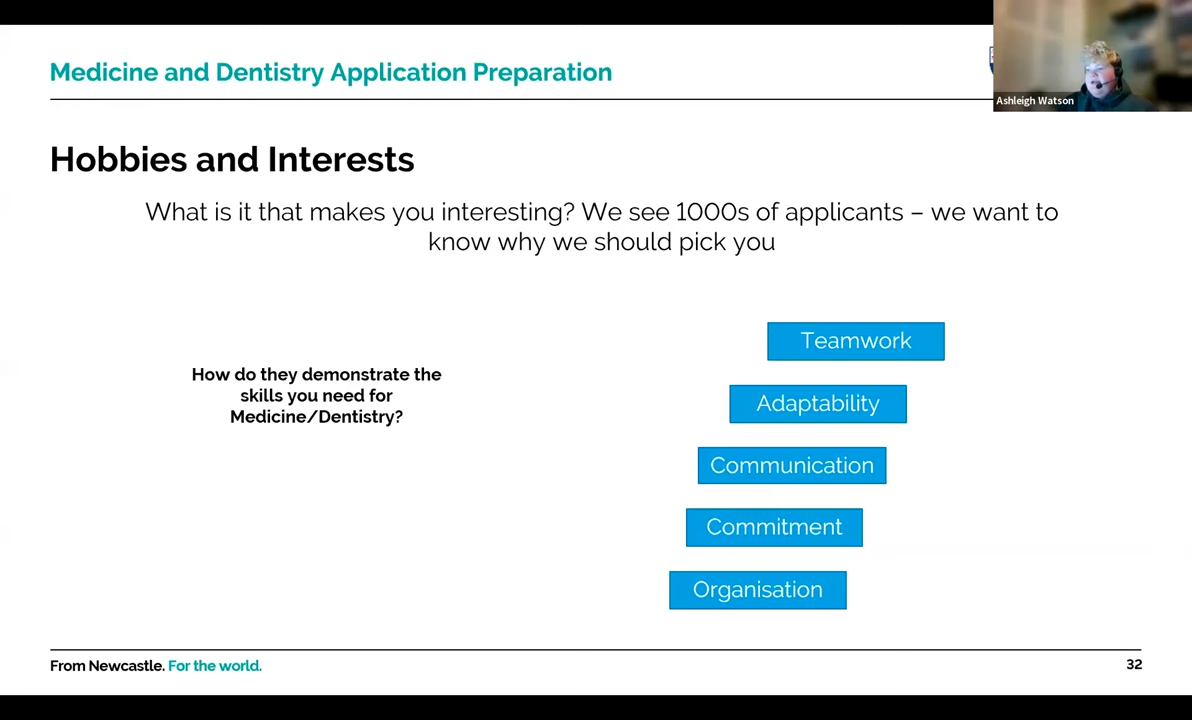 Medicine and Dentistry Application Preparation
Ashleigh Watson
Hobbies and Interests
What is it that makes you interesting? We see 1000s of applicants – we want to
know why we should pick you
How do they demonstrate the
skills you need for
Medicine/Dentistry?
Teamwork
Adaptability
Communication
Commitment
Organisation
From Newcastle. For the world.
32